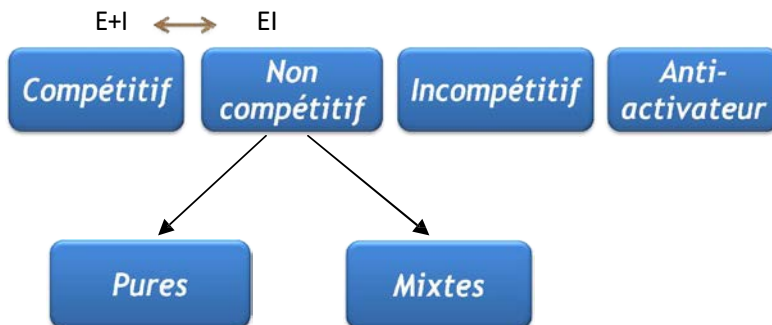 E+I EI
Compétitif
Non
compétitif
Incompétitif
Anti-
activateur
Pures
Mixtes